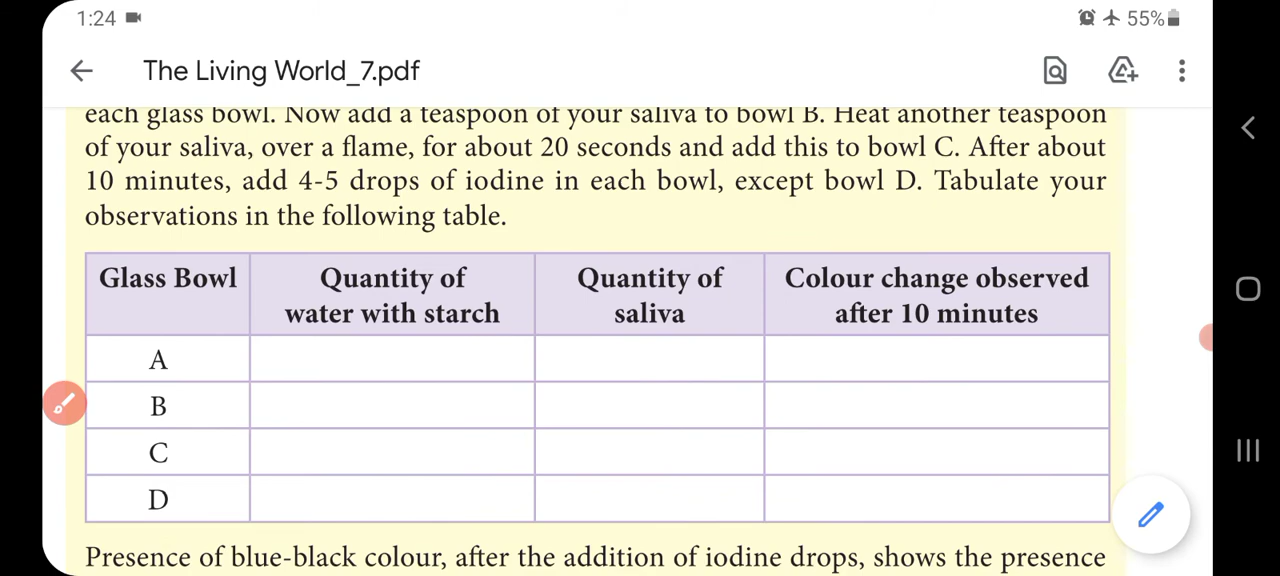 1:24
55%
The Living World_7.pdf
each glass bowl. Now add a teaspoon of your saliva to bowl B. Heat another teaspoon
of your saliva, over a flame, for about 20 seconds and add this to bowl C. After about
10 minutes, add 4-5 drops of iodine in each bowl, except bowl D. Tabulate your
observations in the following table.
Glass Bowl
Quantity of
water with starch
Quantity of
saliva
Colour change observed
after 10 minutes
A
B
C
D
Presence of blue-black colour, after the addition of iodine drops, shows the presence